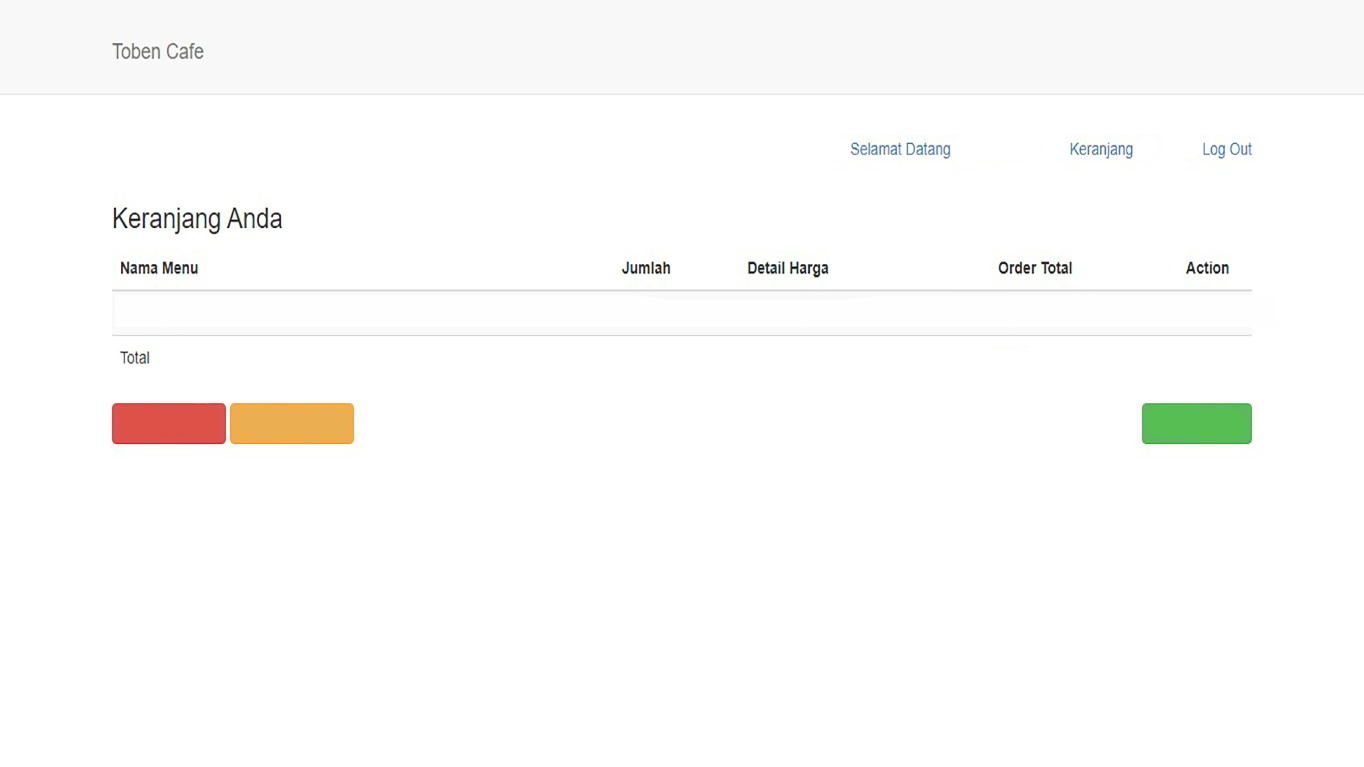 Toben Cafe
Selamat Datang Keranjang Log Out
Keranjang Anda
Nama Menu Jumlah Detail Harga Order Total Action
Total